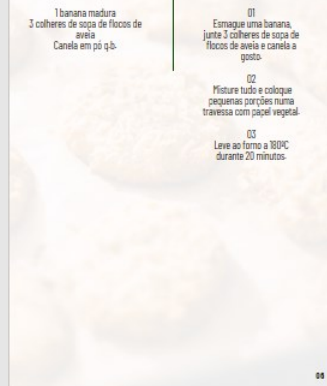 1 banana madura
3 colheres de sopa de flocos de
aveia
Canela em pó q.b.
01
Esmague uma banana,
junte 3 colheres de sopa de
flocos de aveia e canela a
gosto.
02
Misture tudo e coloque
pequenas porções numa
travessa com papel vegetal.
03
Leve ao forno a 180ºC
durante 20 minutos.
06